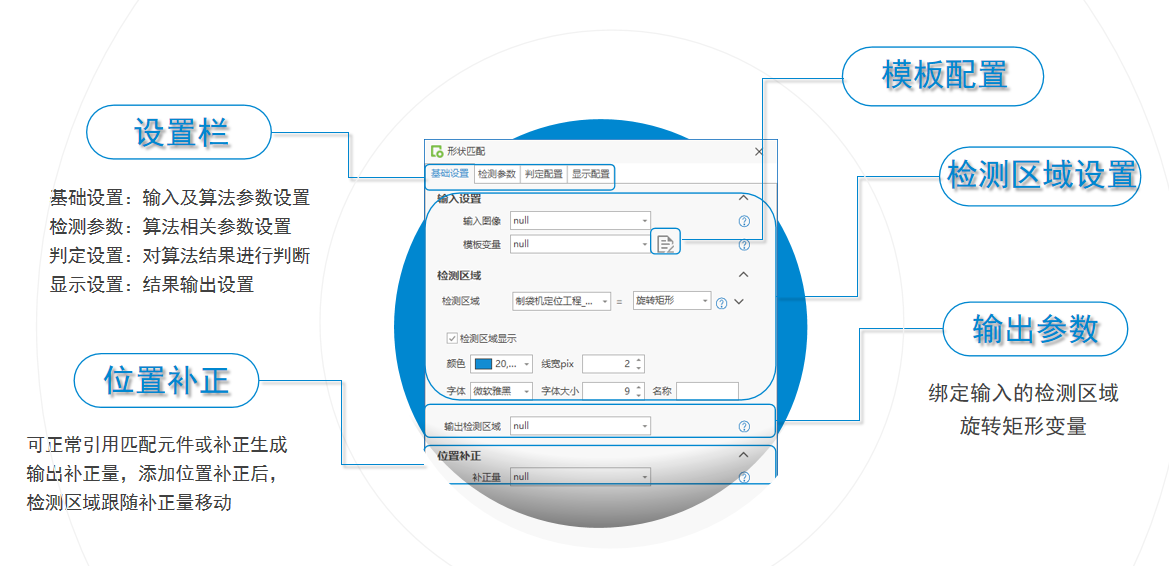 模板配置
设置栏
基础设置：输入及算法参数设置
检测参数：算法相关参数设置
判定设置：对算法结果进行判断
显示设置：结果输出设置
检测区域设置
输出参数
绑定输入的检测区域
旋转矩形变量
位置补正
可正常引用匹配元件或补正生成
输出补正量，添加位置补正后，
检测区域跟随补正量移动
形状匹配
基础设置 检测参数 判定配置 显示配置
输入设置
输入图像 null
模板变量 null
检测区域
检测区域 制袋机定位工程_... = 旋转矩形
检测区域显示
颜色 20,... 线宽pix 2
字体 微软雅黑 字体大小 9 名称
输出检测区域 null
位置补正
补正量 null